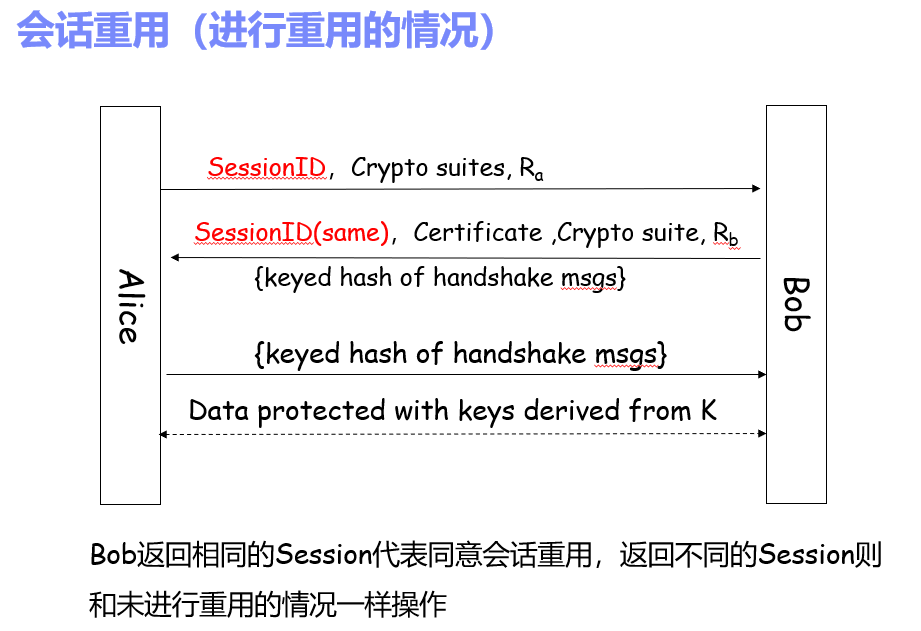 会话重用（进行重用的情况）
SessionID，Crypto suites, Ra
SessionID(same)，Certificate ,Crypto suite, Rb
{keyed hash of handshake msgs}
Alice
Bob
{keyed hash of handshake msgs}
Data protected with keys derived from K
Bob返回相同的Session代表同意会话重用，返回不同的Session则
和未进行重用的情况一样操作